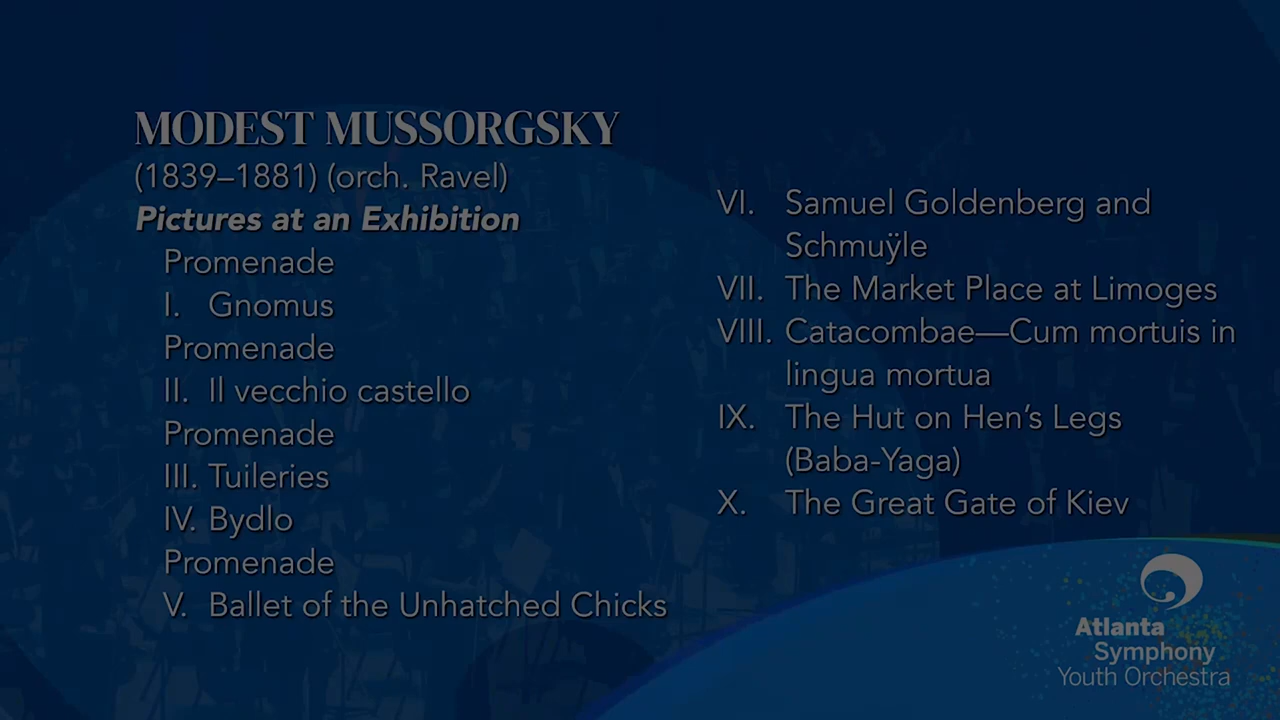 MODEST MUSSORGSKY
(1839–1881) (orch. Ravel)
Pictures at an Exhibition
Promenade
I. Gnomus
Promenade
II. Il vecchio castello
Promenade
III. Tuileries
IV. Bydlo
Promenade
V. Ballet of the Unhatched Chicks
VI. Samuel Goldenberg and
Schmuÿle
VII. The Market Place at Limoges
VIII. Catacombae—Cum mortuis in
lingua mortua
IX. The Hut on Hen’s Legs
(Baba-Yaga)
X. The Great Gate of Kiev
Atlanta
Symphony
Youth Orchestra